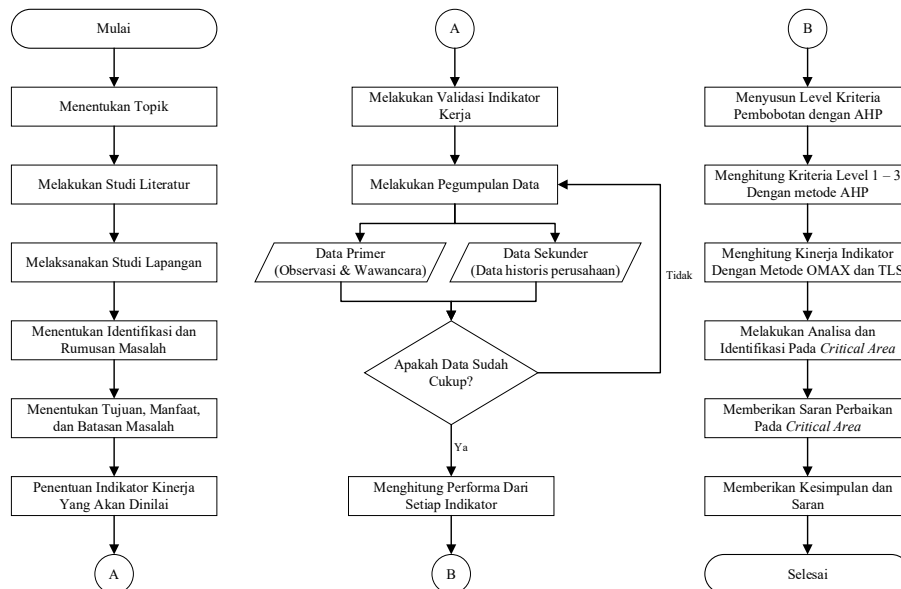 Mulai
Menentukan Topik
Melakukan Studi Literatur
Melaksanakan Studi Lapangan
Menentukan Identifikasi dan
Rumusan Masalah
Menentukan Tujuan, Manfaat,
dan Batasan Masalah
Penentuan Indikator Kinerja
Yang Akan Dinilai
A
A
Melakukan Validasi Indikator
Kerja
Melakukan Pegumpulan Data
Data Primer
(Observasi & Wawancara)
Data Sekunder
(Data historis perusahaan)
Tidak
Apakah Data Sudah
Cukup?
Ya
Menghitung Performa Dari
Setiap Indikator
B
B
Menyusun Level Kriteria
Pembobotan dengan AHP
Menghitung Kriteria Level 1 – 3
Dengan metode AHP
Menghitung Kinerja Indikator
Dengan Metode OMAX dan TLS
Melakukan Analisa dan
Identifikasi Pada Critical Area
Memberikan Saran Perbaikan
Pada Critical Area
Memberikan Kesimpulan dan
Saran
Selesai